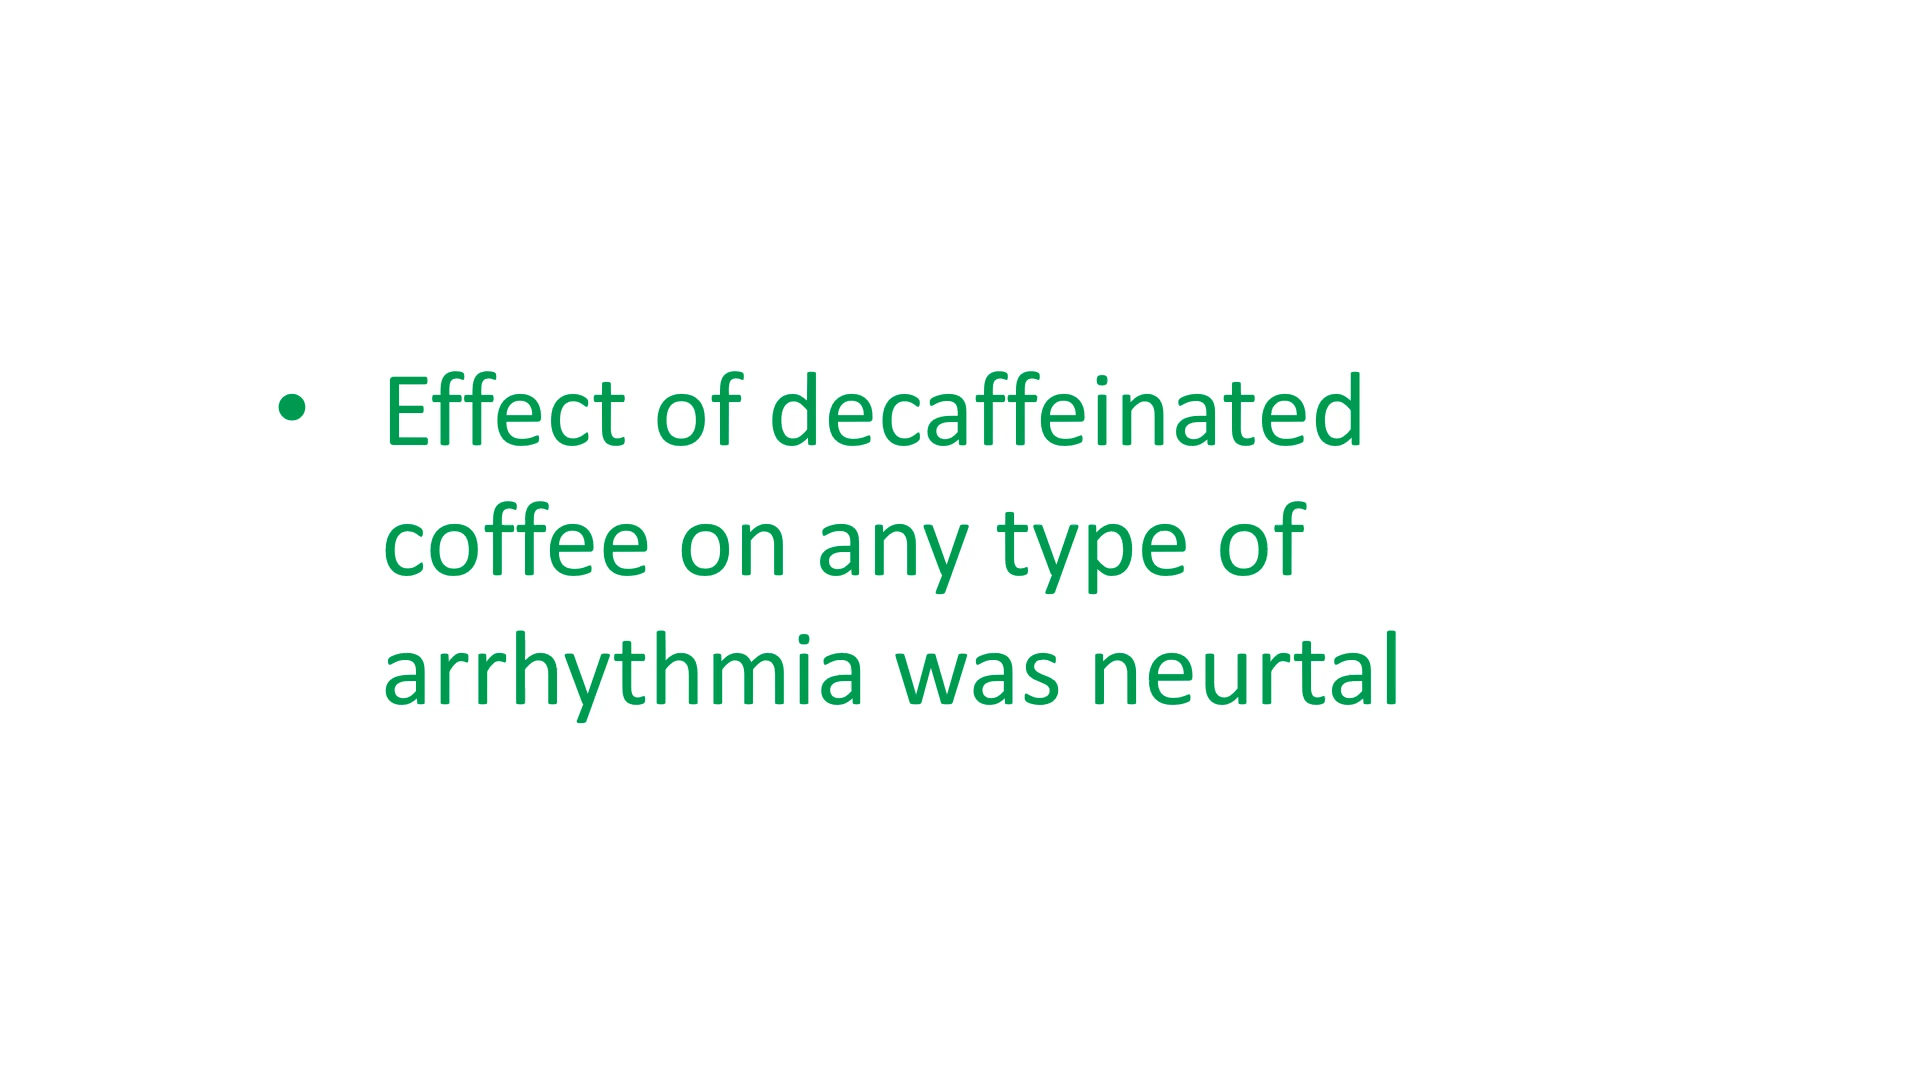 • Effect of decaffeinated
coffee on any type of
arrhythmia was neurtal